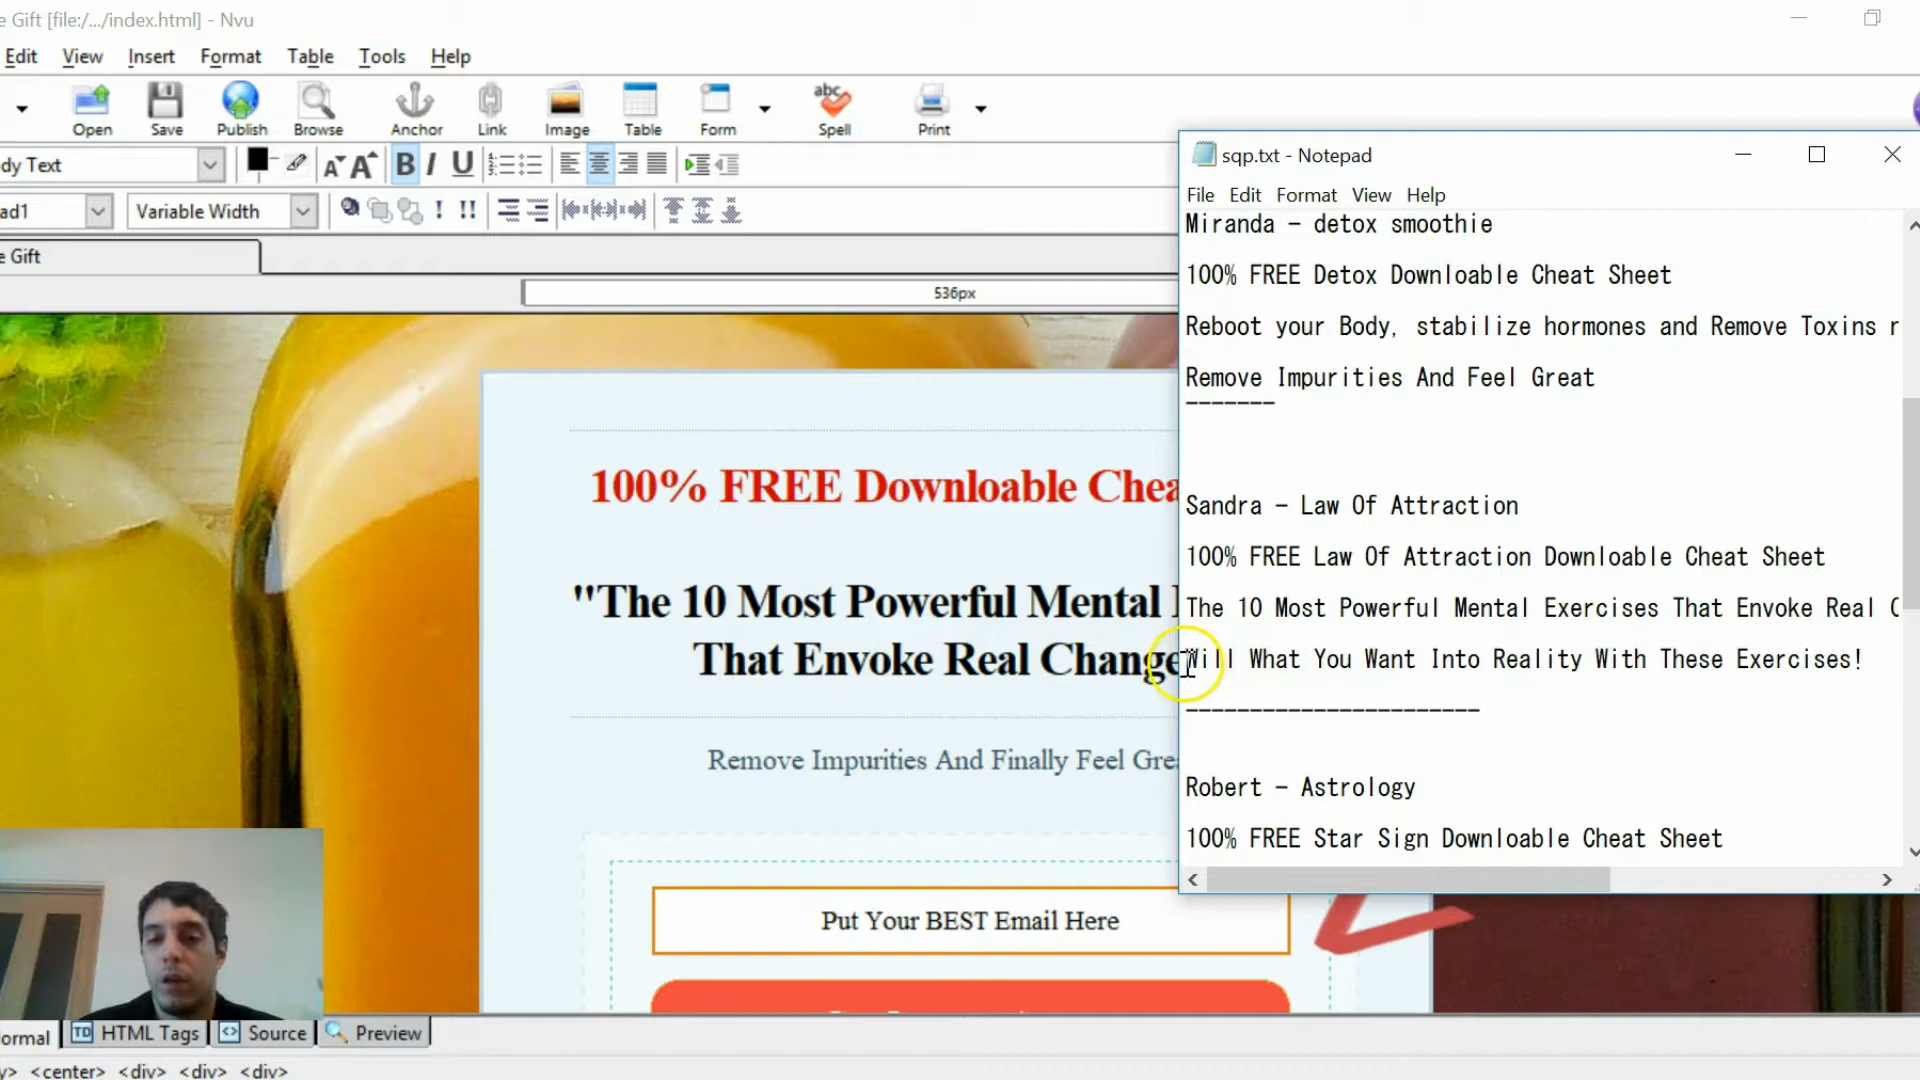 e Gift [file:/.../index.html] - Nvu
Edit View Insert Format Table Tools Help
Open Save Publish Browse Anchor Link Image Table Form Spell Print
dy Text
B I U
ad1 Variable Width ! !!
e Gift
536px
100% FREE Downloable Chea
"The 10 Most Powerful Mental
That Envoke Real Change
Remove Impurities And Finally Feel Grea
Put Your BEST Email Here
ormal HTML Tags Source Preview
y> <center> <div> <div> <div>
sqp.txt - Notepad
File Edit Format View Help
Miranda - detox smoothie
100% FREE Detox Downloable Cheat Sheet
Reboot your Body, stabilize hormones and Remove Toxins r
Remove Impurities And Feel Great
-------
Sandra - Law Of Attraction
100% FREE Law Of Attraction Downloable Cheat Sheet
The 10 Most Powerful Mental Exercises That Envoke Real C
Will What You Want Into Reality With These Exercises!
-----------------------
Robert - Astrology
100% FREE Star Sign Downloable Cheat Sheet